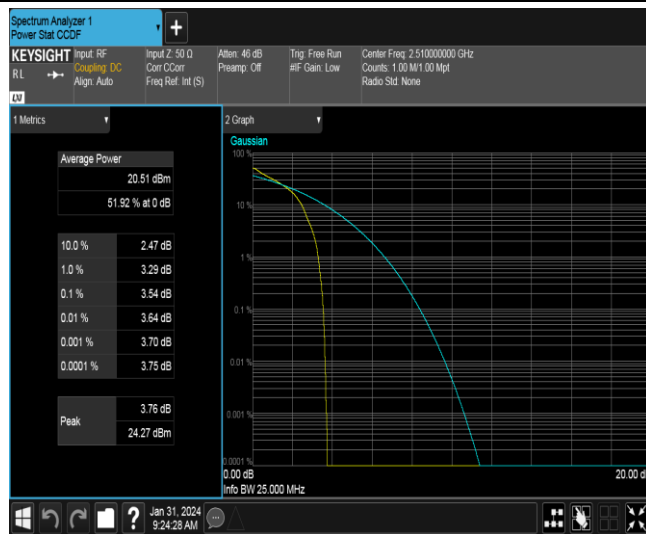 Spectrum Analyzer 1
Power Stat CCDF
+
KEYSIGHT
RL
Input: RF
Coupling: DC
Align: Auto
Input Z: 50 Ω
Corr CCorr
Freq Ref: Int (S)
Atten: 46 dB
Preamp: Off
Trig: Free Run
#IF Gain: Low
Center Freq: 2.510000000 GHz
Counts: 1.00 M/1.00 Mpt
Radio Std: None
LXI
1 Metrics
Average Power
20.51 dBm
51.92 % at 0 dB
10.0 % 2.47 dB
1.0 % 3.29 dB
0.1 % 3.54 dB
0.01 % 3.64 dB
0.001 % 3.70 dB
0.0001 % 3.75 dB
Peak
3.76 dB
24.27 dBm
2 Graph
Gaussian
100 %
10 %
1 %
0.1 %
0.01 %
0.001 %
0.0001 %
0.00 dB
20.00 d
Info BW 25.000 MHz
?
Jan 31, 2024
9:24:28 AM